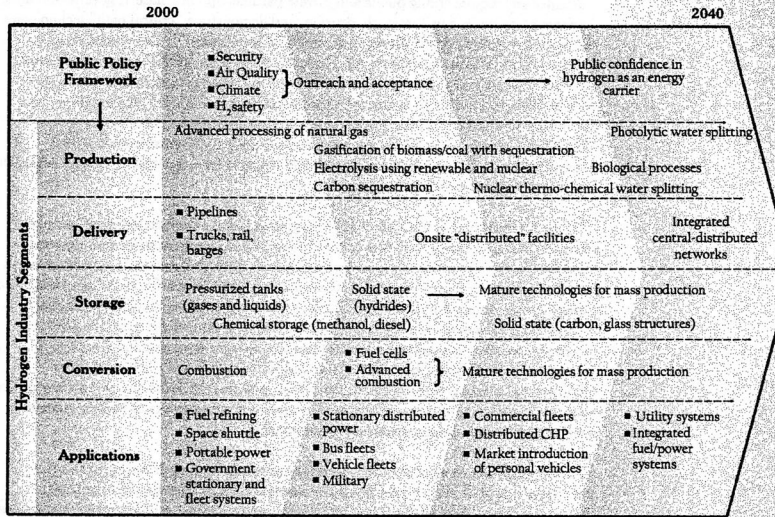 2000
2040
Public Policy
Framework
■ Security
■ Air Quality
■ Climate
■ H₂safety
Outreach and acceptance
Public confidence in
hydrogen as an energy
carrier
Hydrogen Industry Segments
Production
Advanced processing of natural gas
Photolytic water splitting
Gasification of biomass/coal with sequestration
Electrolysis using renewable and nuclear
Biological processes
Carbon sequestration
Nuclear thermo-chemical water splitting
Delivery
■ Pipelines
■ Trucks, rail,
barges
Onsite "distributed" facilities
Integrated
central-distributed
networks
Storage
Pressurized tanks
(gases and liquids)
Solid state
(hydrides)
Mature technologies for mass production
Chemical storage (methanol, diesel)
Solid state (carbon, glass structures)
Conversion
Combustion
■ Fuel cells
■ Advanced
combustion
Mature technologies for mass production
Applications
■ Fuel refining
■ Space shuttle
■ Portable power
■ Government
stationary and
fleet systems
■ Stationary distributed
power
■ Bus fleets
■ Vehicle fleets
■ Military
■ Commercial fleets
■ Distributed CHP
■ Market introduction
of personal vehicles
■ Utility systems
■ Integrated
fuel/power
systems